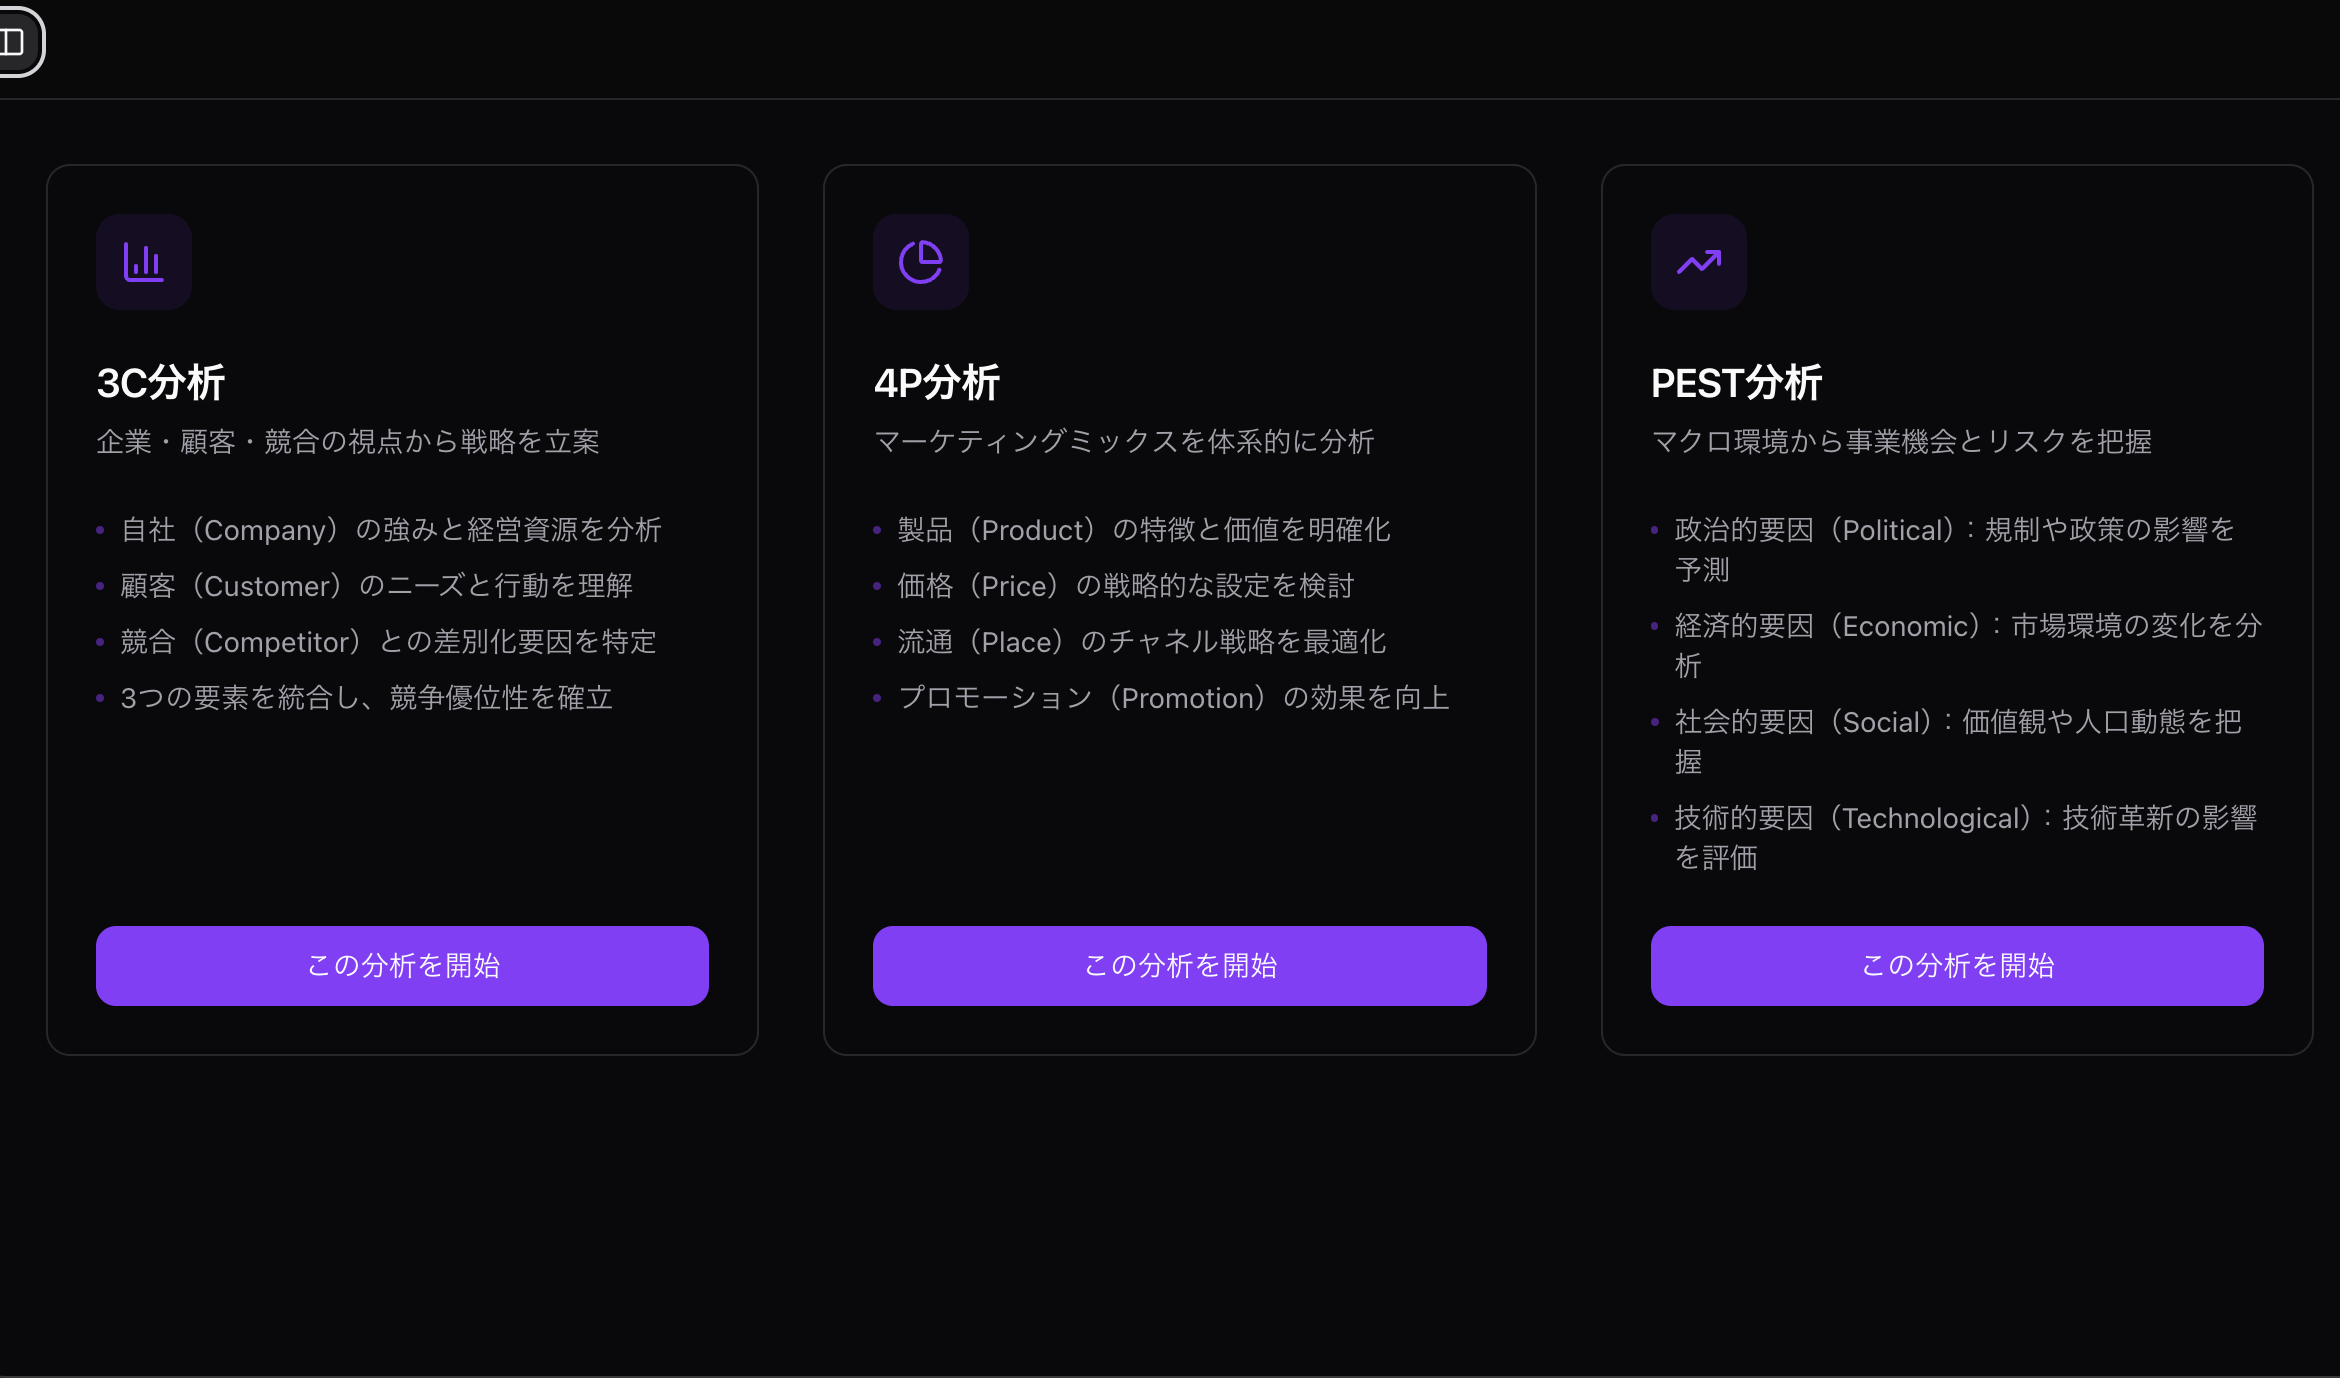 3C分析
企業・顧客・競合の視点から戦略を立案
自社（Company）の強みと経営資源を分析
顧客（Customer）のニーズと行動を理解
競合（Competitor）との差別化要因を特定
3つの要素を統合し、競争優位性を確立
この分析を開始
4P分析
マーケティングミックスを体系的に分析
製品（Product）の特徴と価値を明確化
価格（Price）の戦略的な設定を検討
流通（Place）のチャネル戦略を最適化
プロモーション（Promotion）の効果を向上
この分析を開始
PEST分析
マクロ環境から事業機会とリスクを把握
政治的要因（Political）：規制や政策の影響を
予測
経済的要因（Economic）：市場環境の変化を分
析
社会的要因（Social）：価値観や人口動態を把
握
技術的要因（Technological）：技術革新の影響
を評価
この分析を開始